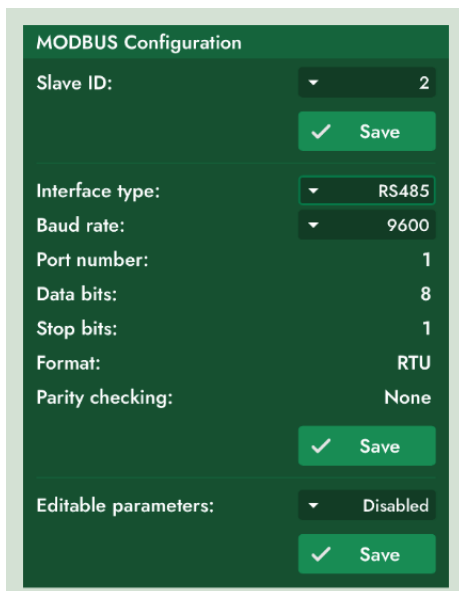 MODBUS Configuration
Slave ID: 2
Save
Interface type: RS485
Baud rate: 9600
Port number: 1
Data bits: 8
Stop bits: 1
Format: RTU
Parity checking: None
Save
Editable parameters: Disabled
Save